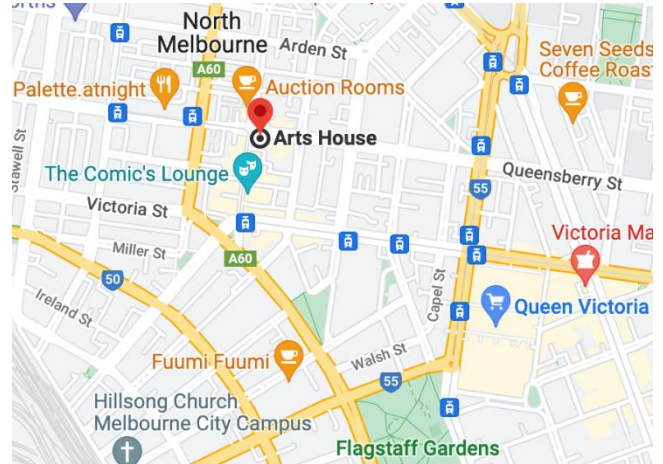 North
Melbourne
Arden St
Seven Seeds
Coffee Roast
A60
Palette.atnight
Auction Rooms
Arts House
Stawell St
The Comic's Lounge
Queensberry St
55
Victoria St
Victoria Ma
Miller St
A60
50
Capel St
Ireland St
Queen Victoria
Fuumi Fuumi
Walsh St
55
Hillsong Church
Melbourne City Campus
Flagstaff Gardens